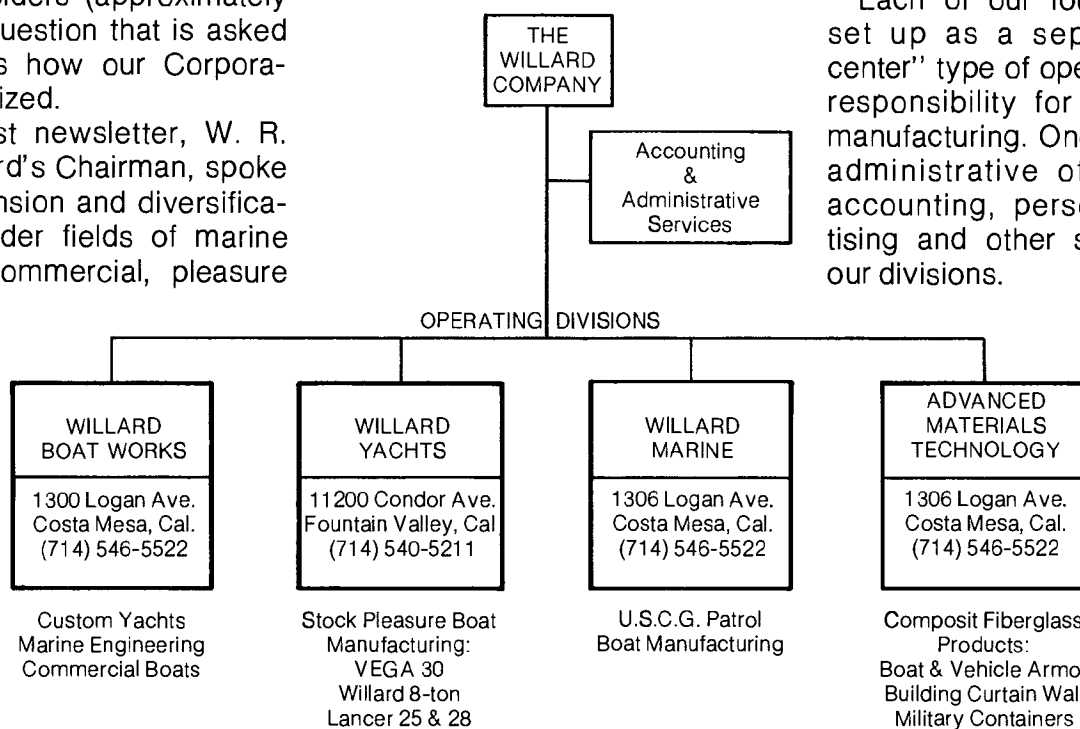 olders (approximately
uestion that is asked
s how our Corpora-
ized.
st newsletter, W. R.
rd's Chairman, spoke
nsion and diversifica-
der fields of marine
ommercial, pleasure
THE
WILLARD
COMPANY
Accounting
&
Administrative
Services
Each of our fou
set up as a sep
center" type of ope
responsibility for
manufacturing. On
administrative of
accounting, pers
tising and other s
our divisions.
OPERATING DIVISIONS
WILLARD
BOAT WORKS
1300 Logan Ave.
Costa Mesa, Cal.
(714) 546-5522
Custom Yachts
Marine Engineering
Commercial Boats
WILLARD
YACHTS
11200 Condor Ave.
Fountain Valley, Cal
(714) 540-5211
Stock Pleasure Boat
Manufacturing:
VEGA 30
Willard 8-ton
Lancer 25 & 28
WILLARD
MARINE
1306 Logan Ave.
Costa Mesa, Cal.
(714) 546-5522
U.S.C.G. Patrol
Boat Manufacturing
ADVANCED
MATERIALS
TECHNOLOGY
1306 Logan Ave.
Costa Mesa, Cal.
(714) 546-5522
Composit Fiberglass
Products:
Boat & Vehicle Armo
Building Curtain Wal
Military Containers